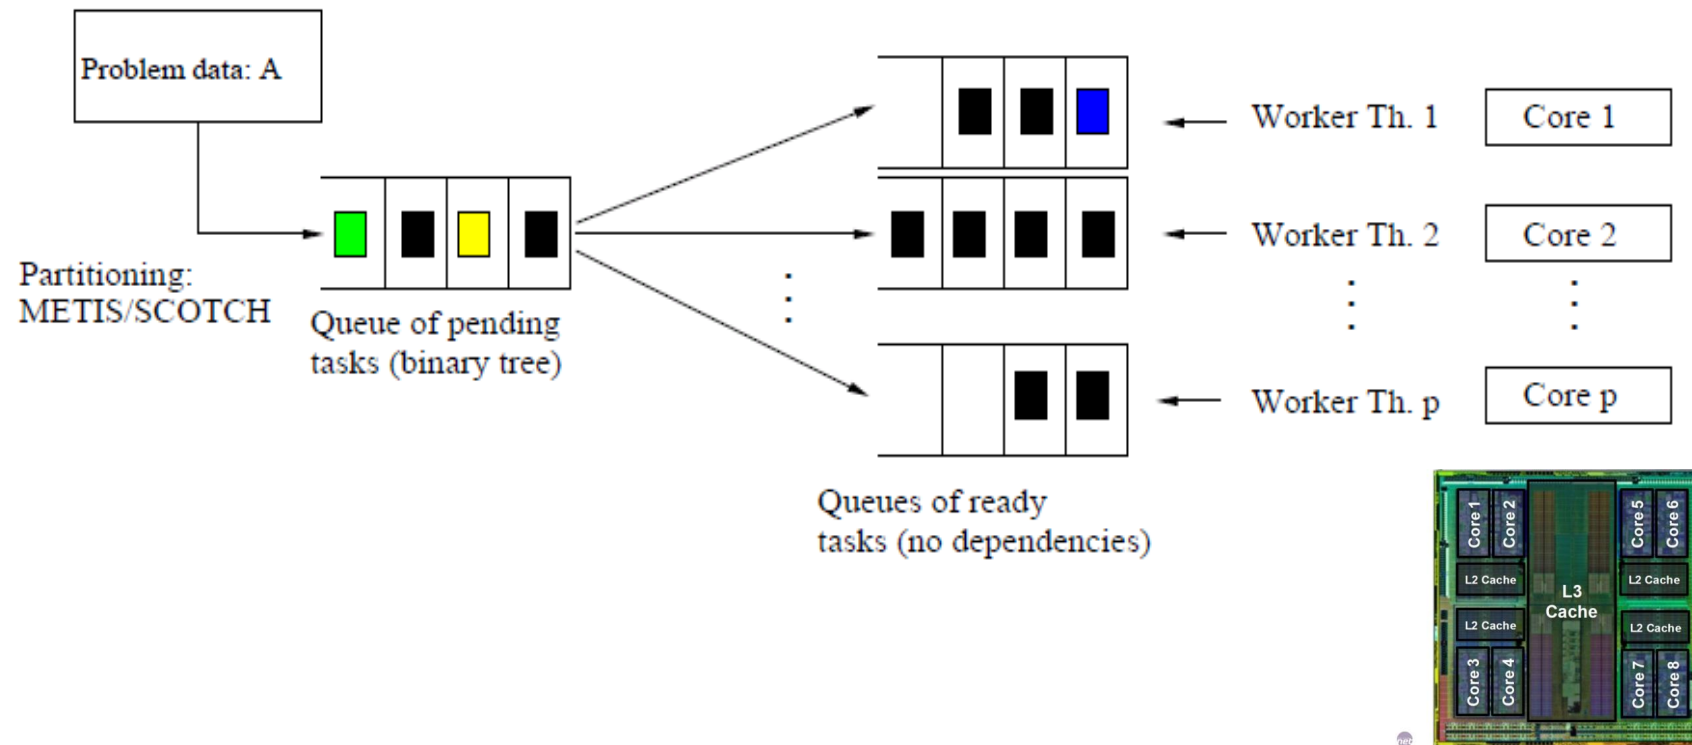 Problem data: A
Partitioning:
METIS/SCOTCH
Queue of pending
tasks (binary tree)
Queues of ready
tasks (no dependencies)
Worker Th. 1
Core 1
Worker Th. 2
Core 2
Worker Th. p
Core p
Core 1
Core 2
Core 5
Core 6
L2 Cache
L2 Cache
L3
Cache
L2 Cache
L2 Cache
Core 3
Core 4
Core 7
Core 8
net